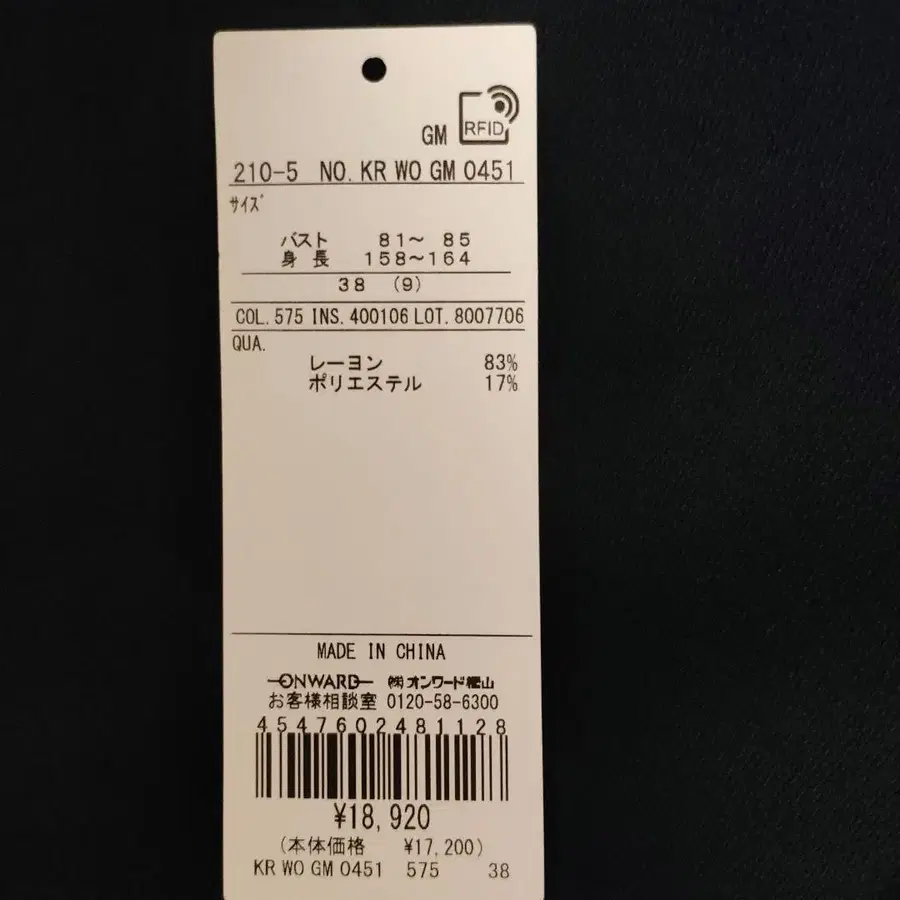 GM RFID
210-5 NO. KR WO GM 0451
サイズ
バスト 81～ 85
身 長 158～164
38 (9)
COL. 575 INS. 400106 LOT. 8007706
QUA.
レーヨン 83%
ポリエステル 17%
MADE IN CHINA
ONWARD ㈱オンワード樫山
お客様相談室 0120-58-6300
4547602481128
¥18,920
(本体価格 ¥17,200)
KR WO GM 0451 575 38